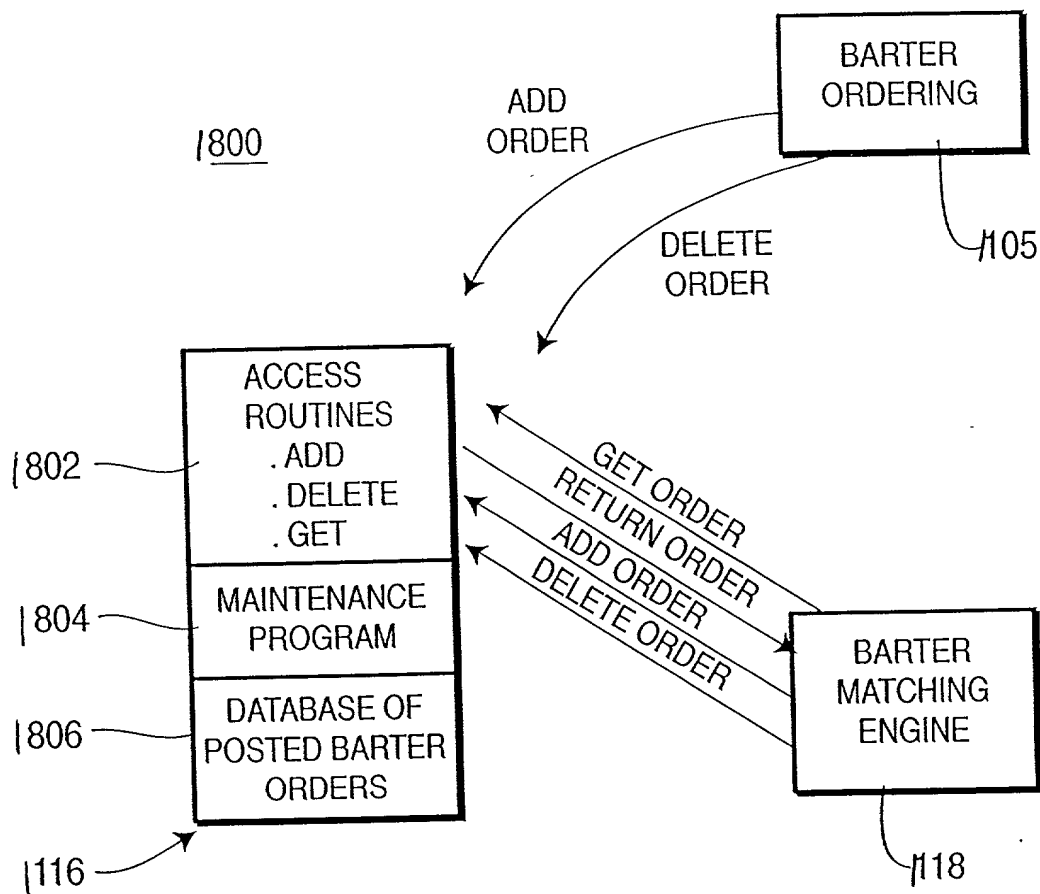 BARTER
ORDERING
ADD
ORDER
1800
DELETE
ORDER
105
ACCESS
ROUTINES
. ADD
. DELETE
. GET
1802
GET ORDER
RETURN ORDER
ADD ORDER
DELETE ORDER
MAINTENANCE
PROGRAM
1804
BARTER
MATCHING
ENGINE
DATABASE OF
POSTED BARTER
ORDERS
1806
116
118